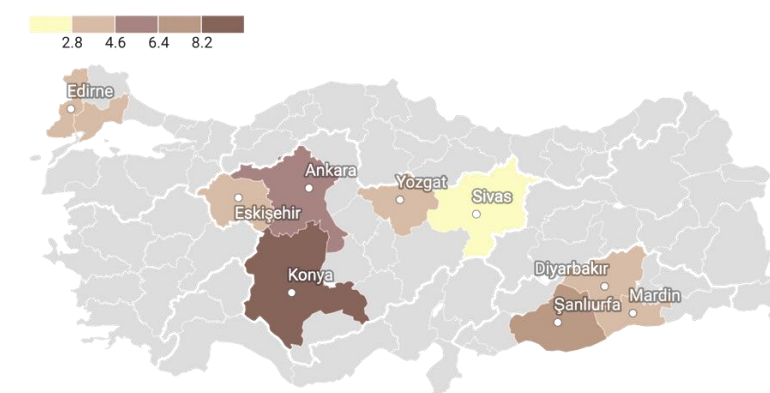 2.8 4.6 6.4 8.2
Edirne
Ankara
Yozgat
Sivas
Eskişehir
Konya
Diyarbakır
Mardin
Şanlıurfa